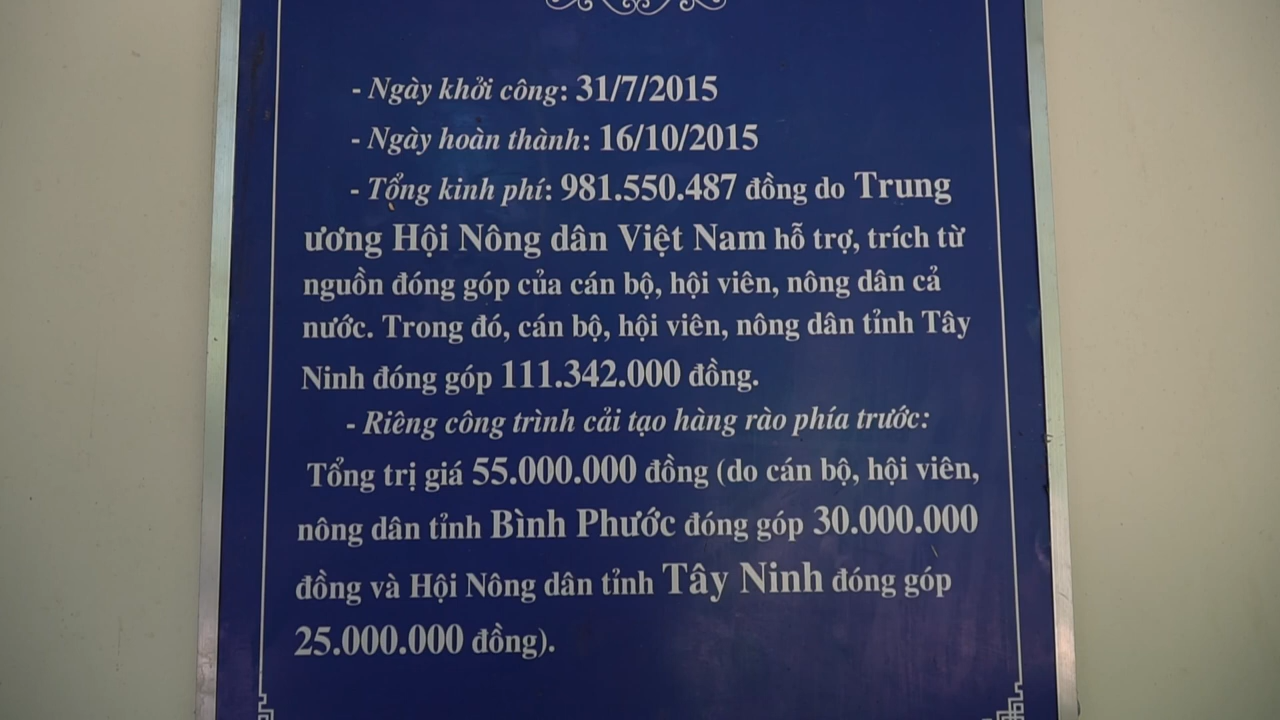 - Ngày khởi công: 31/7/2015
- Ngày hoàn thành: 16/10/2015
- Tổng kinh phí: 981.550.487 đồng do Trung
ương Hội Nông dân Việt Nam hỗ trợ, trích từ
nguồn đóng góp của cán bộ, hội viên, nông dân cả
nước. Trong đó, cán bộ, hội viên, nông dân tỉnh Tây
Ninh đóng góp 111.342.000 đồng.
- Riêng công trình cải tạo hàng rào phía trước:
Tổng trị giá 55.000.000 đồng (do cán bộ, hội viên,
nông dân tỉnh Bình Phước đóng góp 30.000.000
đồng và Hội Nông dân tỉnh Tây Ninh đóng góp
25.000.000 đồng).